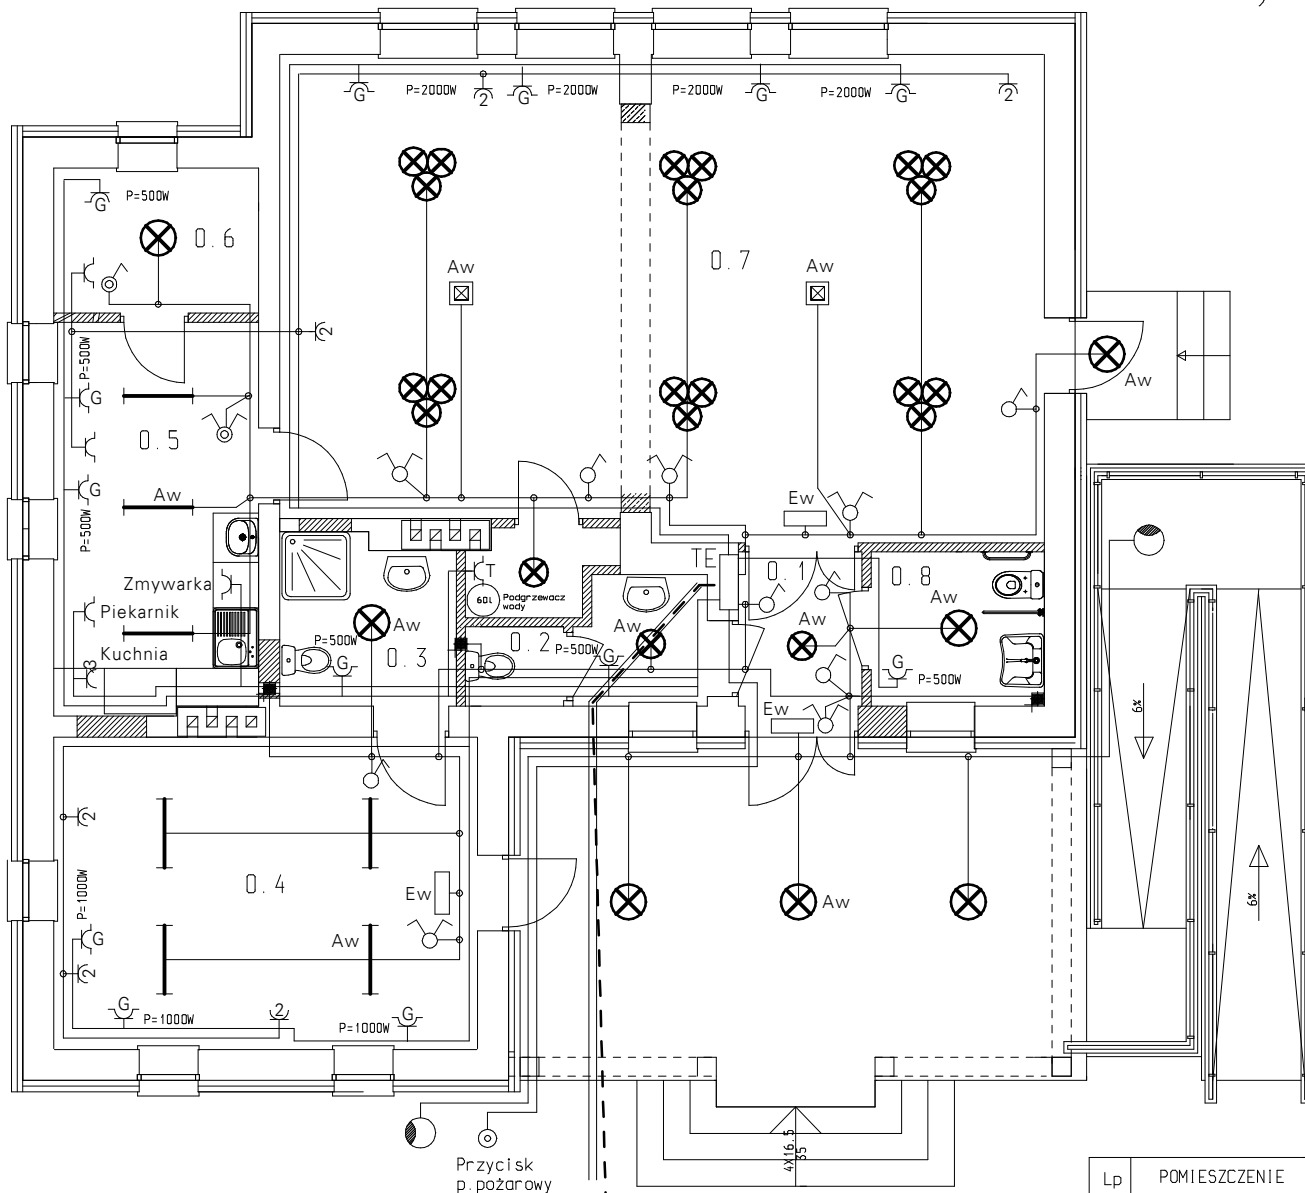 G
P=2000W
2
G
P=2000W
P=2000W
G
P=2000W
G
2
P=500W
G
0.6
0.7
Aw
Aw
2
P=500W
G
Aw
0.5
G
Aw
P=500W
Ew
TE
0.1
0.8
T
60l
Podgrzewacz
wody
Zmywarka
Piekarnik
Kuchnia
3
Aw
P=500W
G
0.3
0.2
P=500W
G
Aw
Aw
Aw
G
P=500W
Ew
6%
6%
2
P=1000W
0.4
Ew
Aw
G
2
Aw
G
P=1000W
2
P=1000W
G
4X16.5
35
Przycisk
p.pożarowy
Lp
POMIESZCZENIE